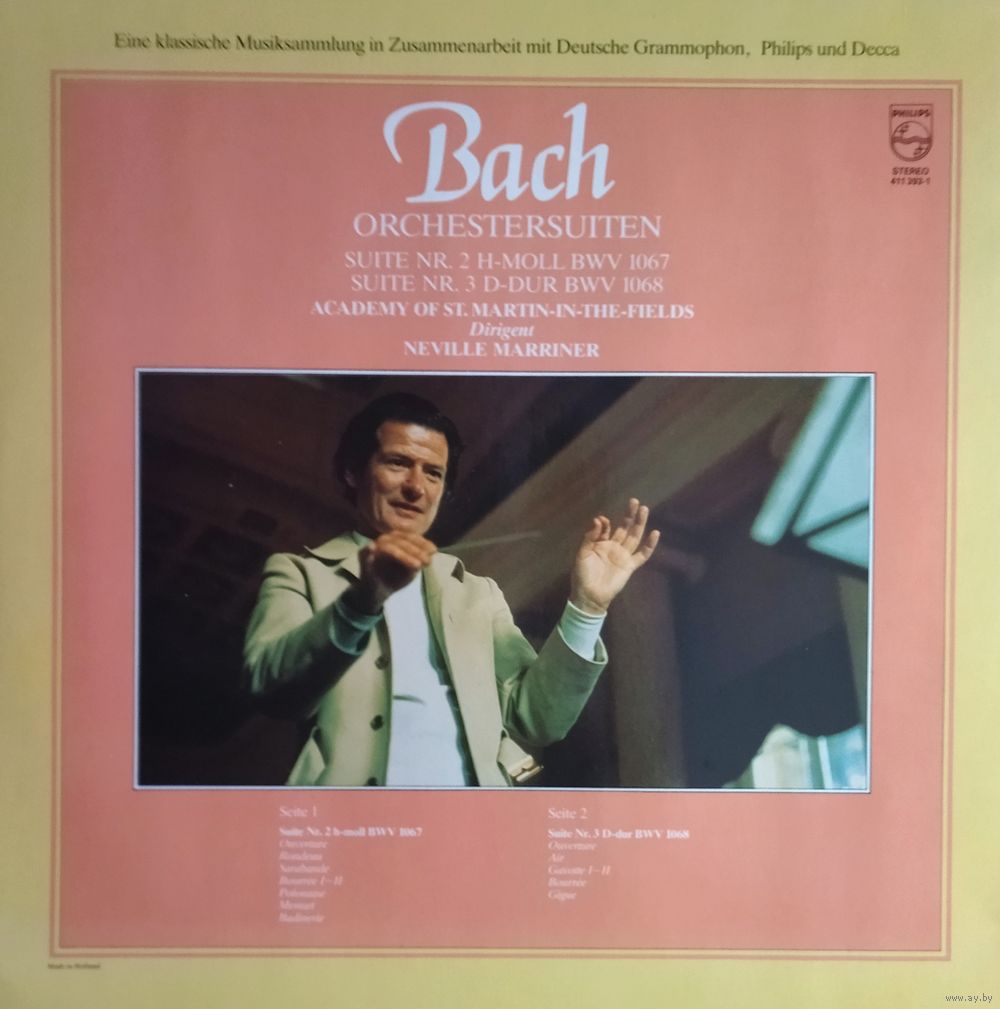 Eine klassische Musiksammlung in Zusammenarbeit mit Deutsche Grammophon, Philips und Decca
PHILIPS
STEREO
411 293-1
Bach
ORCHESTERSUITEN
SUITE NR. 2 H-MOLL BWV 1067
SUITE NR. 3 D-DUR BWV 1068
ACADEMY OF ST. MARTIN-IN-THE-FIELDS
Dirigent
NEVILLE MARRINER
Seite 1
Suite Nr. 2 h-moll BWV 1067
Ouverture
Rondeau
Sarabande
Bourrée I–II
Polonaise
Menuet
Badinerie
Seite 2
Suite Nr. 3 D-dur BWV 1068
Ouverture
Air
Gavotte I–II
Bourrée
Gigue
Made in Holland
www.ay.by